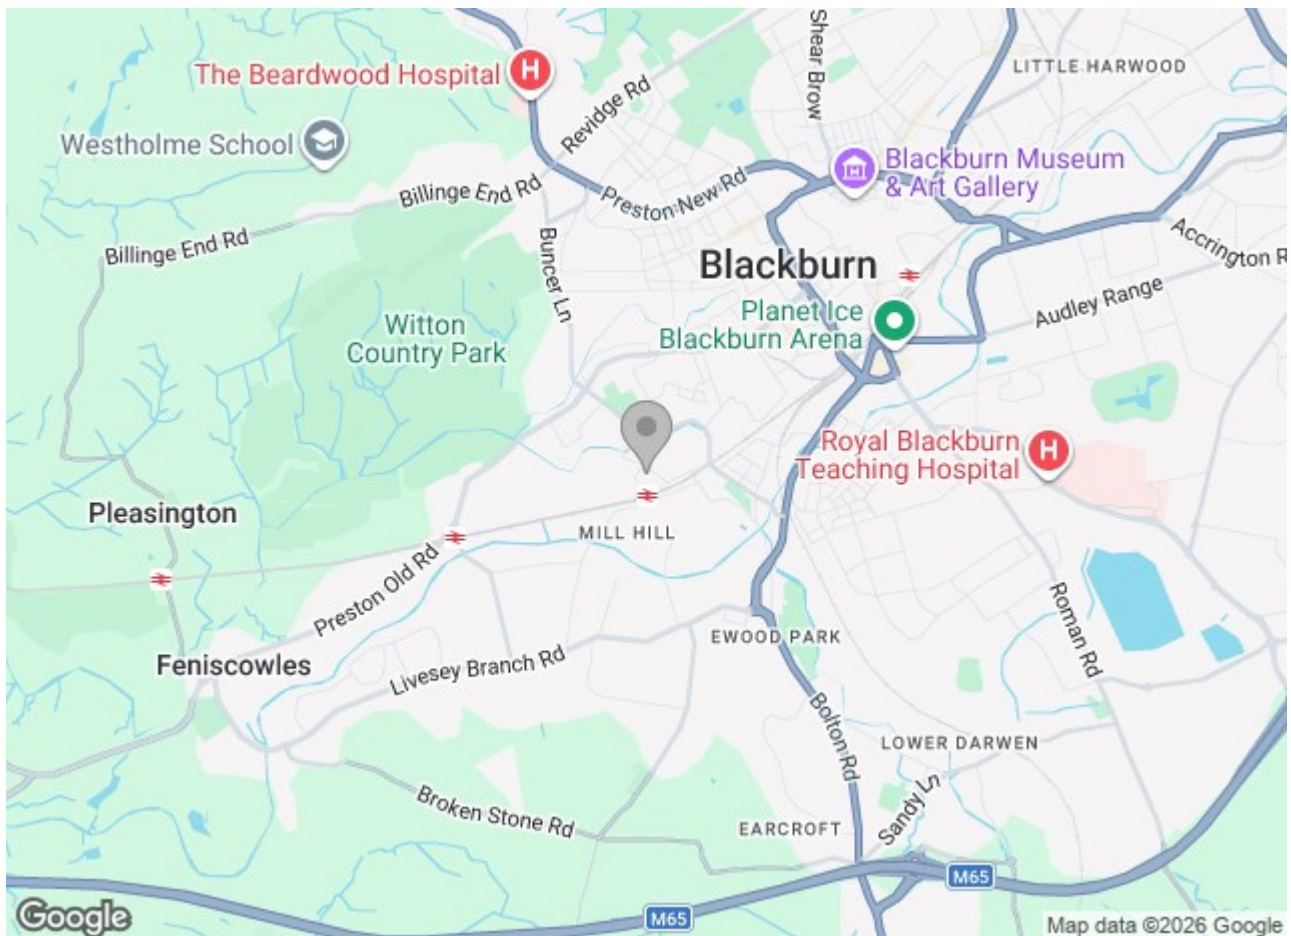 Shear Brow
LITTLE HARWOOD
The Beardwood Hospital
H
Revidge Rd
Westholme School
Blackburn Museum
& Art Gallery
Billinge End Rd
Preston New Rd
Billinge End Rd
Buncer Ln
Accrington R
Blackburn
Audley Range
Planet Ice
Blackburn Arena
Witton
Country Park
Royal Blackburn
Teaching Hospital
H
Pleasington
MILL HILL
Preston Old Rd
Roman Rd
EWOOD PARK
Feniscowles
Livesey Branch Rd
Bolton Rd
LOWER DARWEN
Sandy Ln
Broken Stone Rd
EARCROFT
M65
M65
Google
Map data ©2026 Google